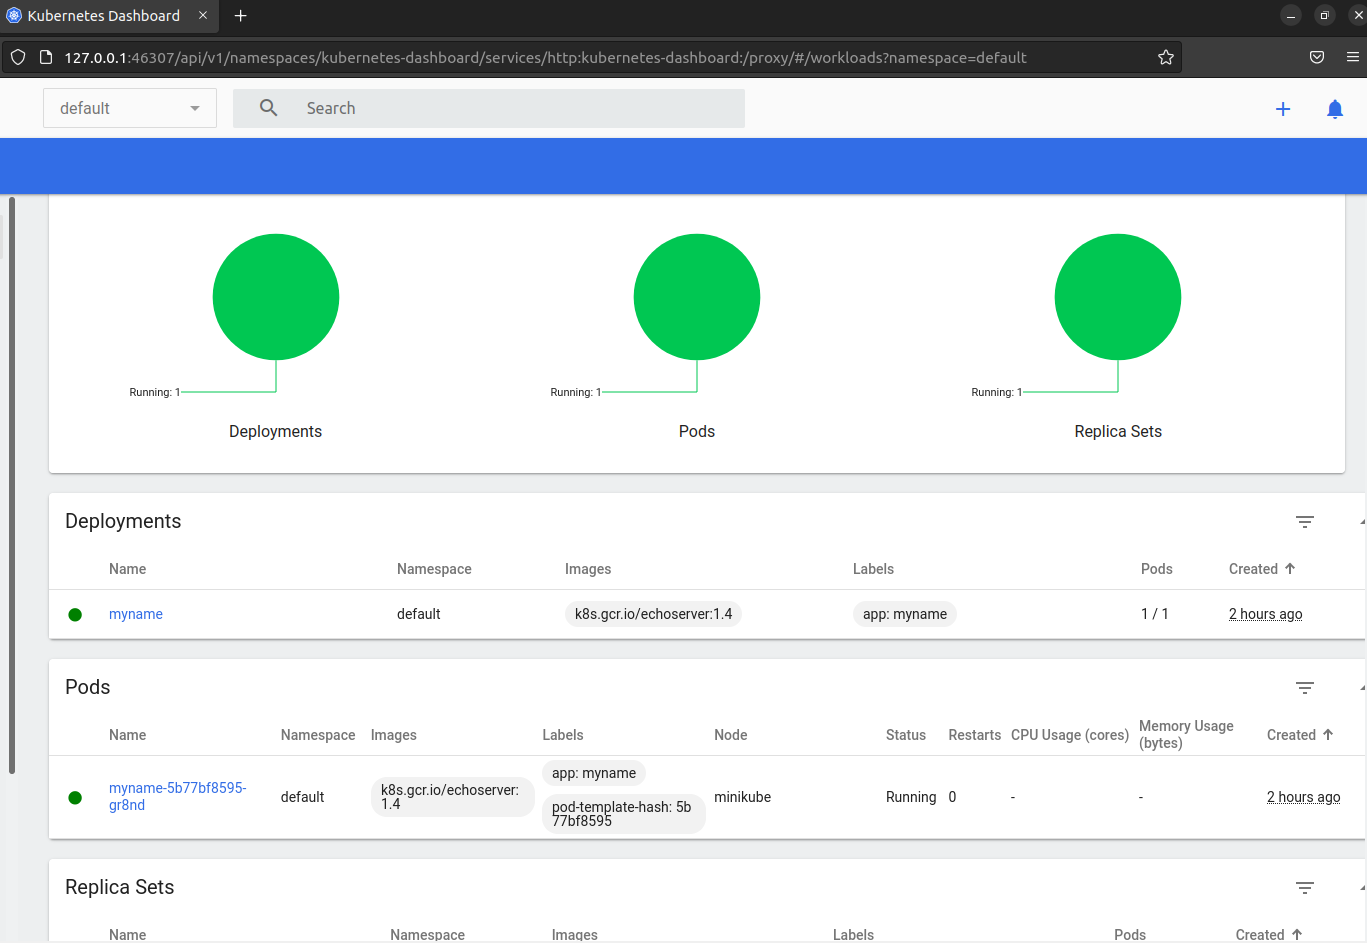 Kubernetes Dashboard
127.0.0.1:46307/api/v1/namespaces/kubernetes-dashboard/services/http:kubernetes-dashboard:/proxy/#/workloads?namespace=default
default Search
Running: 1 Running: 1 Running: 1
Deployments Pods Replica Sets
Deployments
Name Namespace Images Labels Pods Created
myname default k8s.gcr.io/echoserver:1.4 app: myname 1 / 1 2 hours ago
Pods
Name Namespace Images Labels Node Status Restarts CPU Usage (cores) Memory Usage (bytes) Created
myname-5b77bf8595-
gr8nd
default
k8s.gcr.io/echoserver:
1.4
app: myname
pod-template-hash: 5b
77bf8595
minikube Running 0 - - 2 hours ago
Replica Sets
Name Namespace Images Labels Pods Created